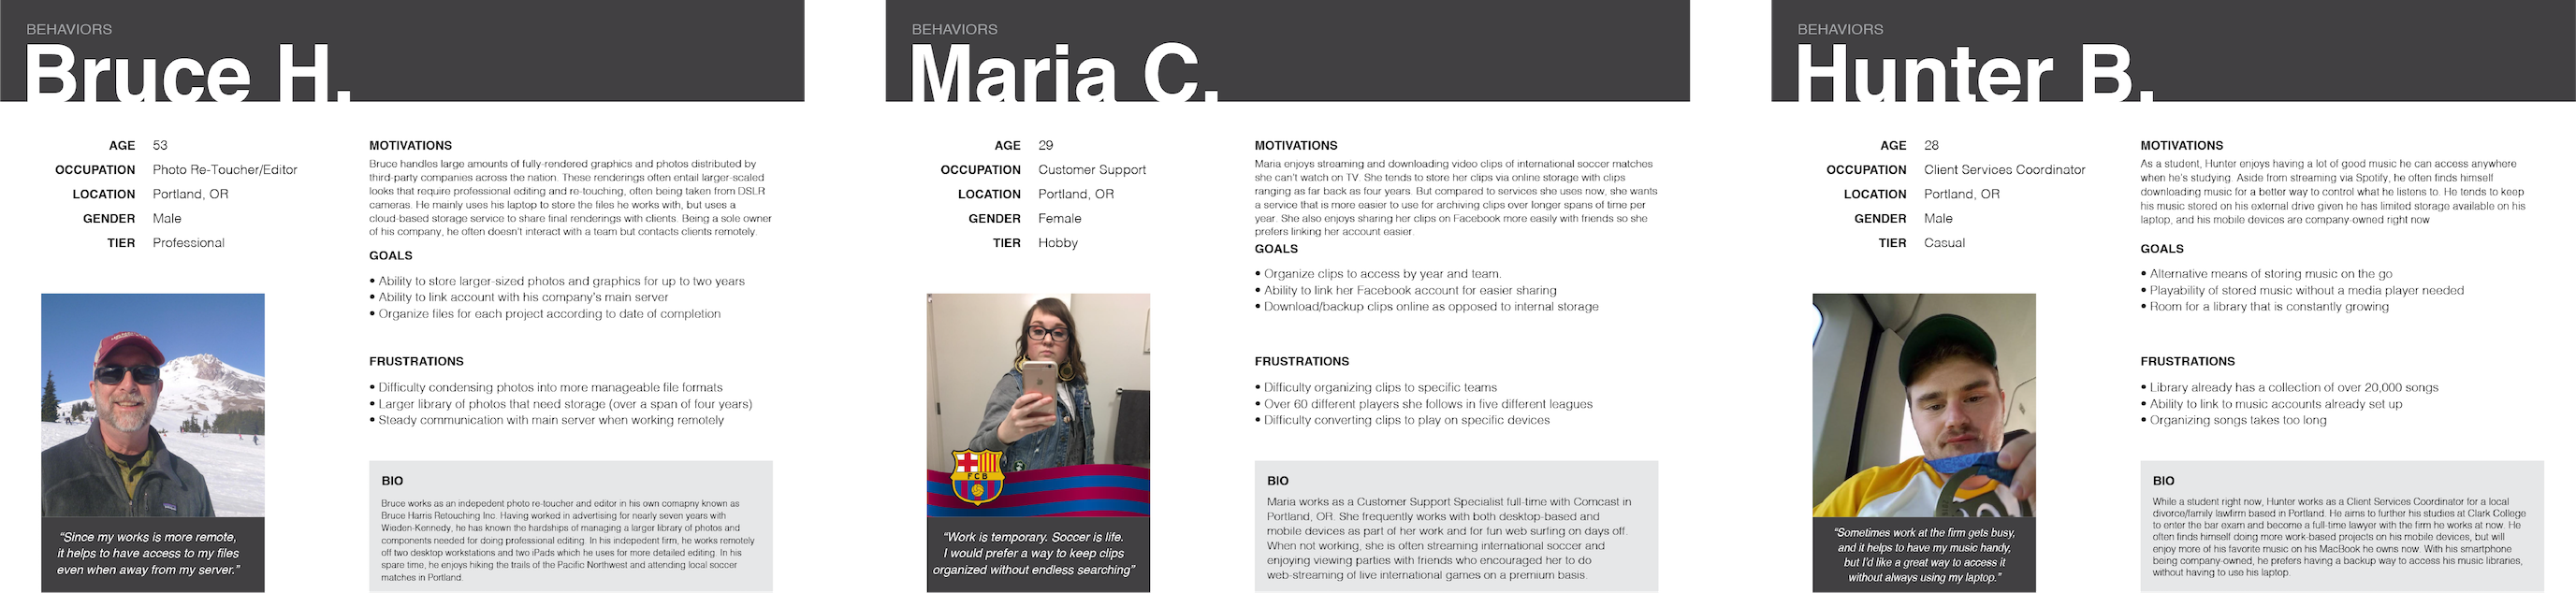 BEHAVIORS
Bruce H.
AGE 53
OCCUPATION Photo Re-Toucher/Editor
LOCATION Portland, OR
GENDER Male
TIER Professional
"Since my works is more remote,
it helps to have access to my files
even when away from my server."
MOTIVATIONS
Bruce handles large amounts of fully-rendered graphics and photos distributed by
third-party companies across the nation. These renderings often entail larger-scaled
looks that require professional editing and re-touching, often being taken from DSLR
cameras. He mainly uses his laptop to store the files he works with, but uses a
cloud-based storage service to share final renderings with clients. Being a sole owner
of his company, he often doesn't interact with a team but contacts clients remotely.
GOALS
• Ability to store larger-sized photos and graphics for up to two years
• Ability to link account with his company's main server
• Organize files for each project according to date of completion
FRUSTRATIONS
• Difficulty condensing photos into more manageable file formats
• Larger library of photos that need storage (over a span of four years)
• Steady communication with main server when working remotely
BIO
Bruce works as an indepedent photo re-toucher and editor in his own comapny known as
Bruce Harris Retouching Inc. Having worked in advertising for nearly seven years with
Wieden-Kennedy, he has known the hardships of managing a larger library of photos and
components needed for doing professional editing. In his indepedent firm, he works remotely
off two desktop workstations and two iPads which he uses for more detailed editing. In his
spare time, he enjoys hiking the trails of the Pacific Northwest and attending local soccer
matches in Portland.
BEHAVIORS
Maria C.
AGE 29
OCCUPATION Customer Support
LOCATION Portland, OR
GENDER Female
TIER Hobby
FCB
"Work is temporary. Soccer is life.
I would prefer a way to keep clips
organized without endless searching"
MOTIVATIONS
Maria enjoys streaming and downloading video clips of international soccer matches
she can't watch on TV. She tends to store her clips via online storage with clips
ranging as far back as four years. But compared to services she uses now, she wants
a service that is more easier to use for archiving clips over longer spans of time per
year. She also enjoys sharing her clips on Facebook more easily with friends so she
prefers linking her account easier.
GOALS
• Organize clips to access by year and team.
• Ability to link her Facebook account for easier sharing
• Download/backup clips online as opposed to internal storage
FRUSTRATIONS
• Difficulty organizing clips to specific teams
• Over 60 different players she follows in five different leagues
• Difficulty converting clips to play on specific devices
BIO
Maria works as a Customer Support Specialist full-time with Comcast in
Portland, OR. She frequently works with both desktop-based and
mobile devices as part of her work and for fun web surfing on days off.
When not working, she is often streaming international soccer and
enjoying viewing parties with friends who encouraged her to do
web-streaming of live international games on a premium basis.
BEHAVIORS
Hunter B.
AGE 28
OCCUPATION Client Services Coordinator
LOCATION Portland, OR
GENDER Male
TIER Casual
"Sometimes work at the firm gets busy,
and it helps to have my music handy,
but I'd like a great way to access it
without always using my laptop."
MOTIVATIONS
As a student, Hunter enjoys having a lot of good music he can access anywhere
when he's studying. Aside from streaming via Spotify, he often finds himself
downloading music for a better way to control what he listens to. He tends to keep
his music stored on his external drive given he has limited storage available on his
laptop, and his mobile devices are company-owned right now
GOALS
• Alternative means of storing music on the go
• Playability of stored music without a media player needed
• Room for a library that is constantly growing
FRUSTRATIONS
• Library already has a collection of over 20,000 songs
• Ability to link to music accounts already set up
• Organizing songs takes too long
BIO
While a student right now, Hunter works as a Client Services Coordinator for a local
divorce/family lawfirm based in Portland. He aims to further his studies at Clark College
to enter the bar exam and become a full-time lawyer with the firm he works at now. He
often finds himself doing more work-based projects on his mobile devices, but will
enjoy more of his favorite music on his MacBook he owns now. With his smartphone
being company-owned, he prefers having a backup way to access his music libraries,
without having to use his laptop.